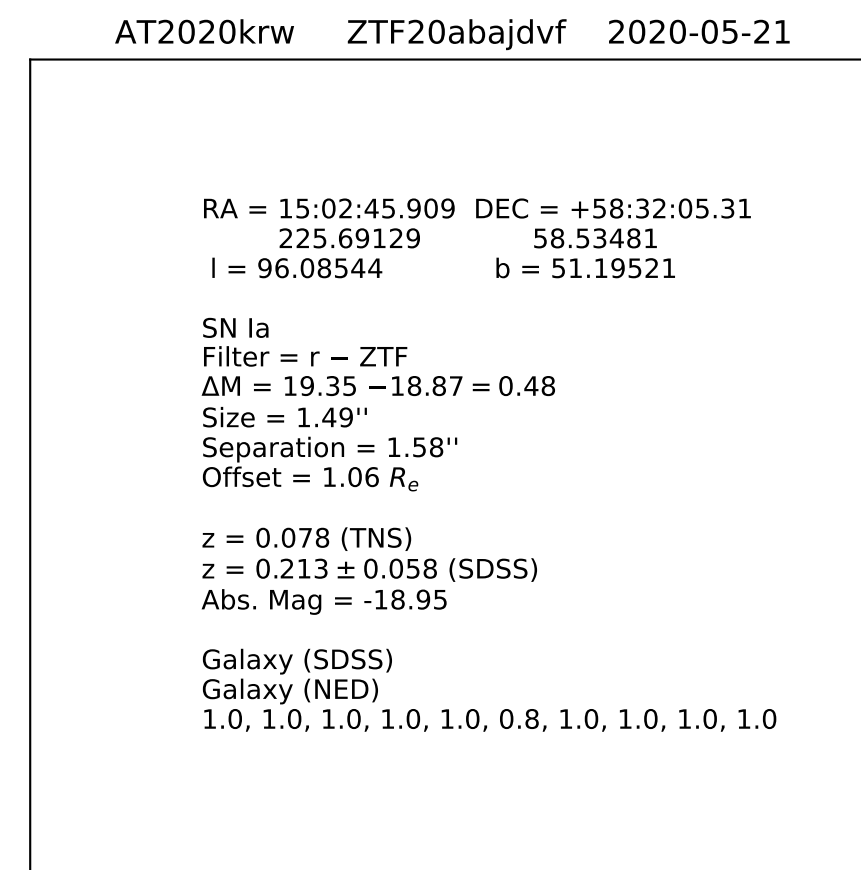 AT2020krw ZTF20abajdvf 2020-05-21
RA = 15:02:45.909 DEC = +58:32:05.31
225.69129 58.53481
l = 96.08544 b = 51.19521
SN Ia
Filter = r − ZTF
ΔM = 19.35 −18.87 = 0.48
Size = 1.49''
Separation = 1.58''
Offset = 1.06 Re
z = 0.078 (TNS)
z = 0.213 ± 0.058 (SDSS)
Abs. Mag = -18.95
Galaxy (SDSS)
Galaxy (NED)
1.0, 1.0, 1.0, 1.0, 1.0, 0.8, 1.0, 1.0, 1.0, 1.0